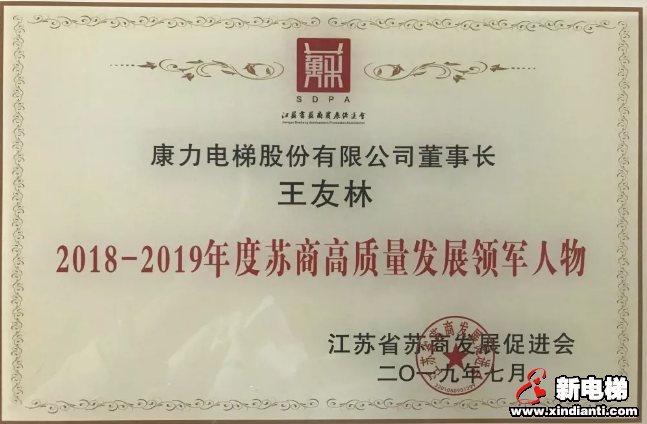 SDPA
江苏省苏商发展促进会
康力电梯股份有限公司董事长
王友林
2018-2019年度苏商高质量发展领军人物
江苏省苏商发展促进会
二〇一九年七月
新电梯
www.xindianti.com